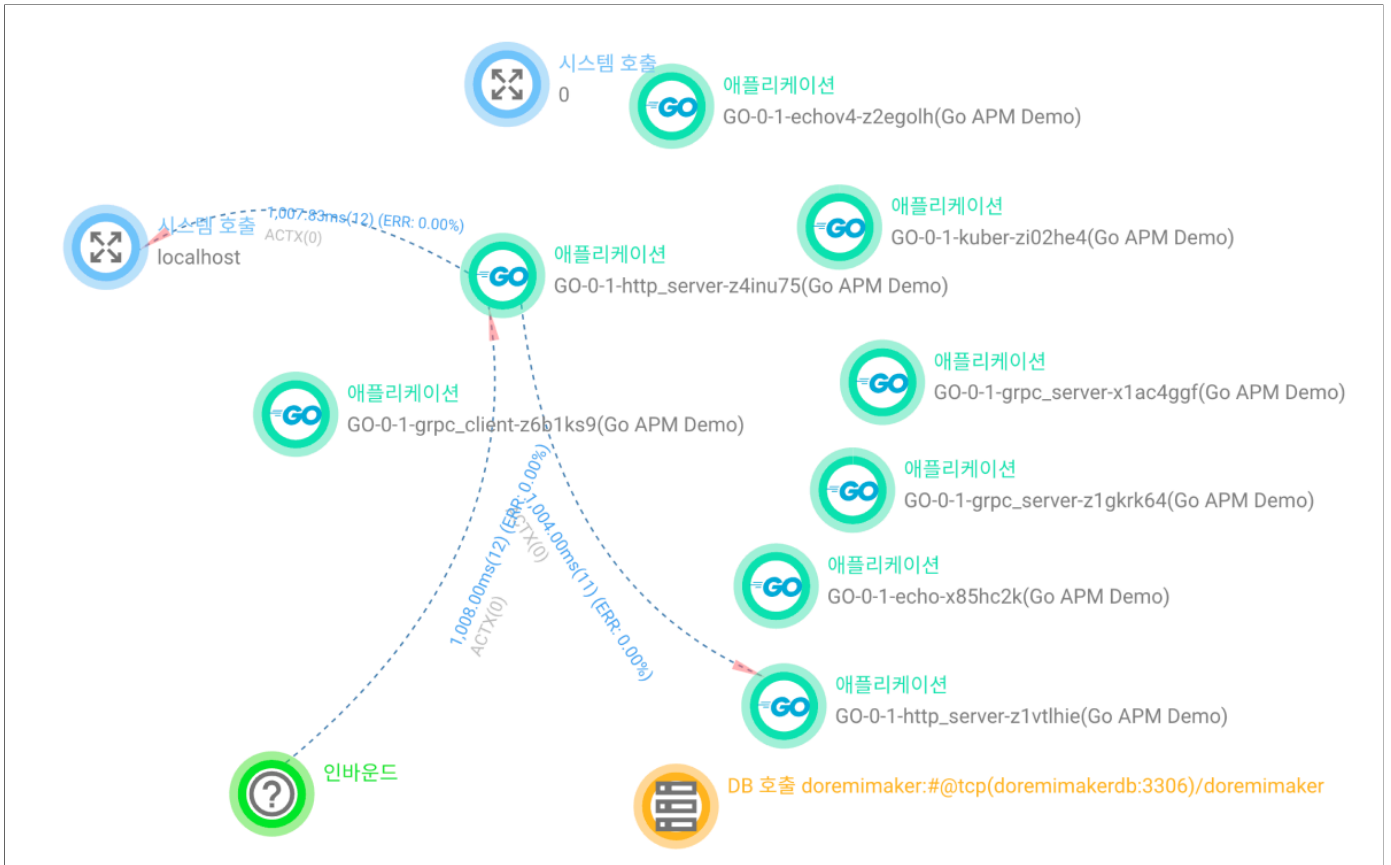 시스템 호출
0
GO
애플리케이션
GO-0-1-echov4-z2egolh(Go APM Demo)
GO
애플리케이션
GO-0-1-kuber-zi02he4(Go APM Demo)
시스템 호출
localhost
1,007.83ms(12) (ERR: 0.00%)
ACTX(0)
GO
애플리케이션
GO-0-1-http_server-z4inu75(Go APM Demo)
GO
애플리케이션
GO-0-1-grpc_server-x1ac4ggf(Go APM Demo)
GO
애플리케이션
GO-0-1-grpc_client-z6b1ks9(Go APM Demo)
GO
애플리케이션
GO-0-1-grpc_server-z1gkrk64(Go APM Demo)
1,008.00ms(12) (ERR: 0.00%)
ACTX(0)
1,004.00ms(11) (ERR: 0.00%)
ACTX(0)
GO
애플리케이션
GO-0-1-echo-x85hc2k(Go APM Demo)
GO
애플리케이션
GO-0-1-http_server-z1vtlhie(Go APM Demo)
?
인바운드
DB 호출 doremimaker:#@tcp(doremimakerdb:3306)/doremimaker